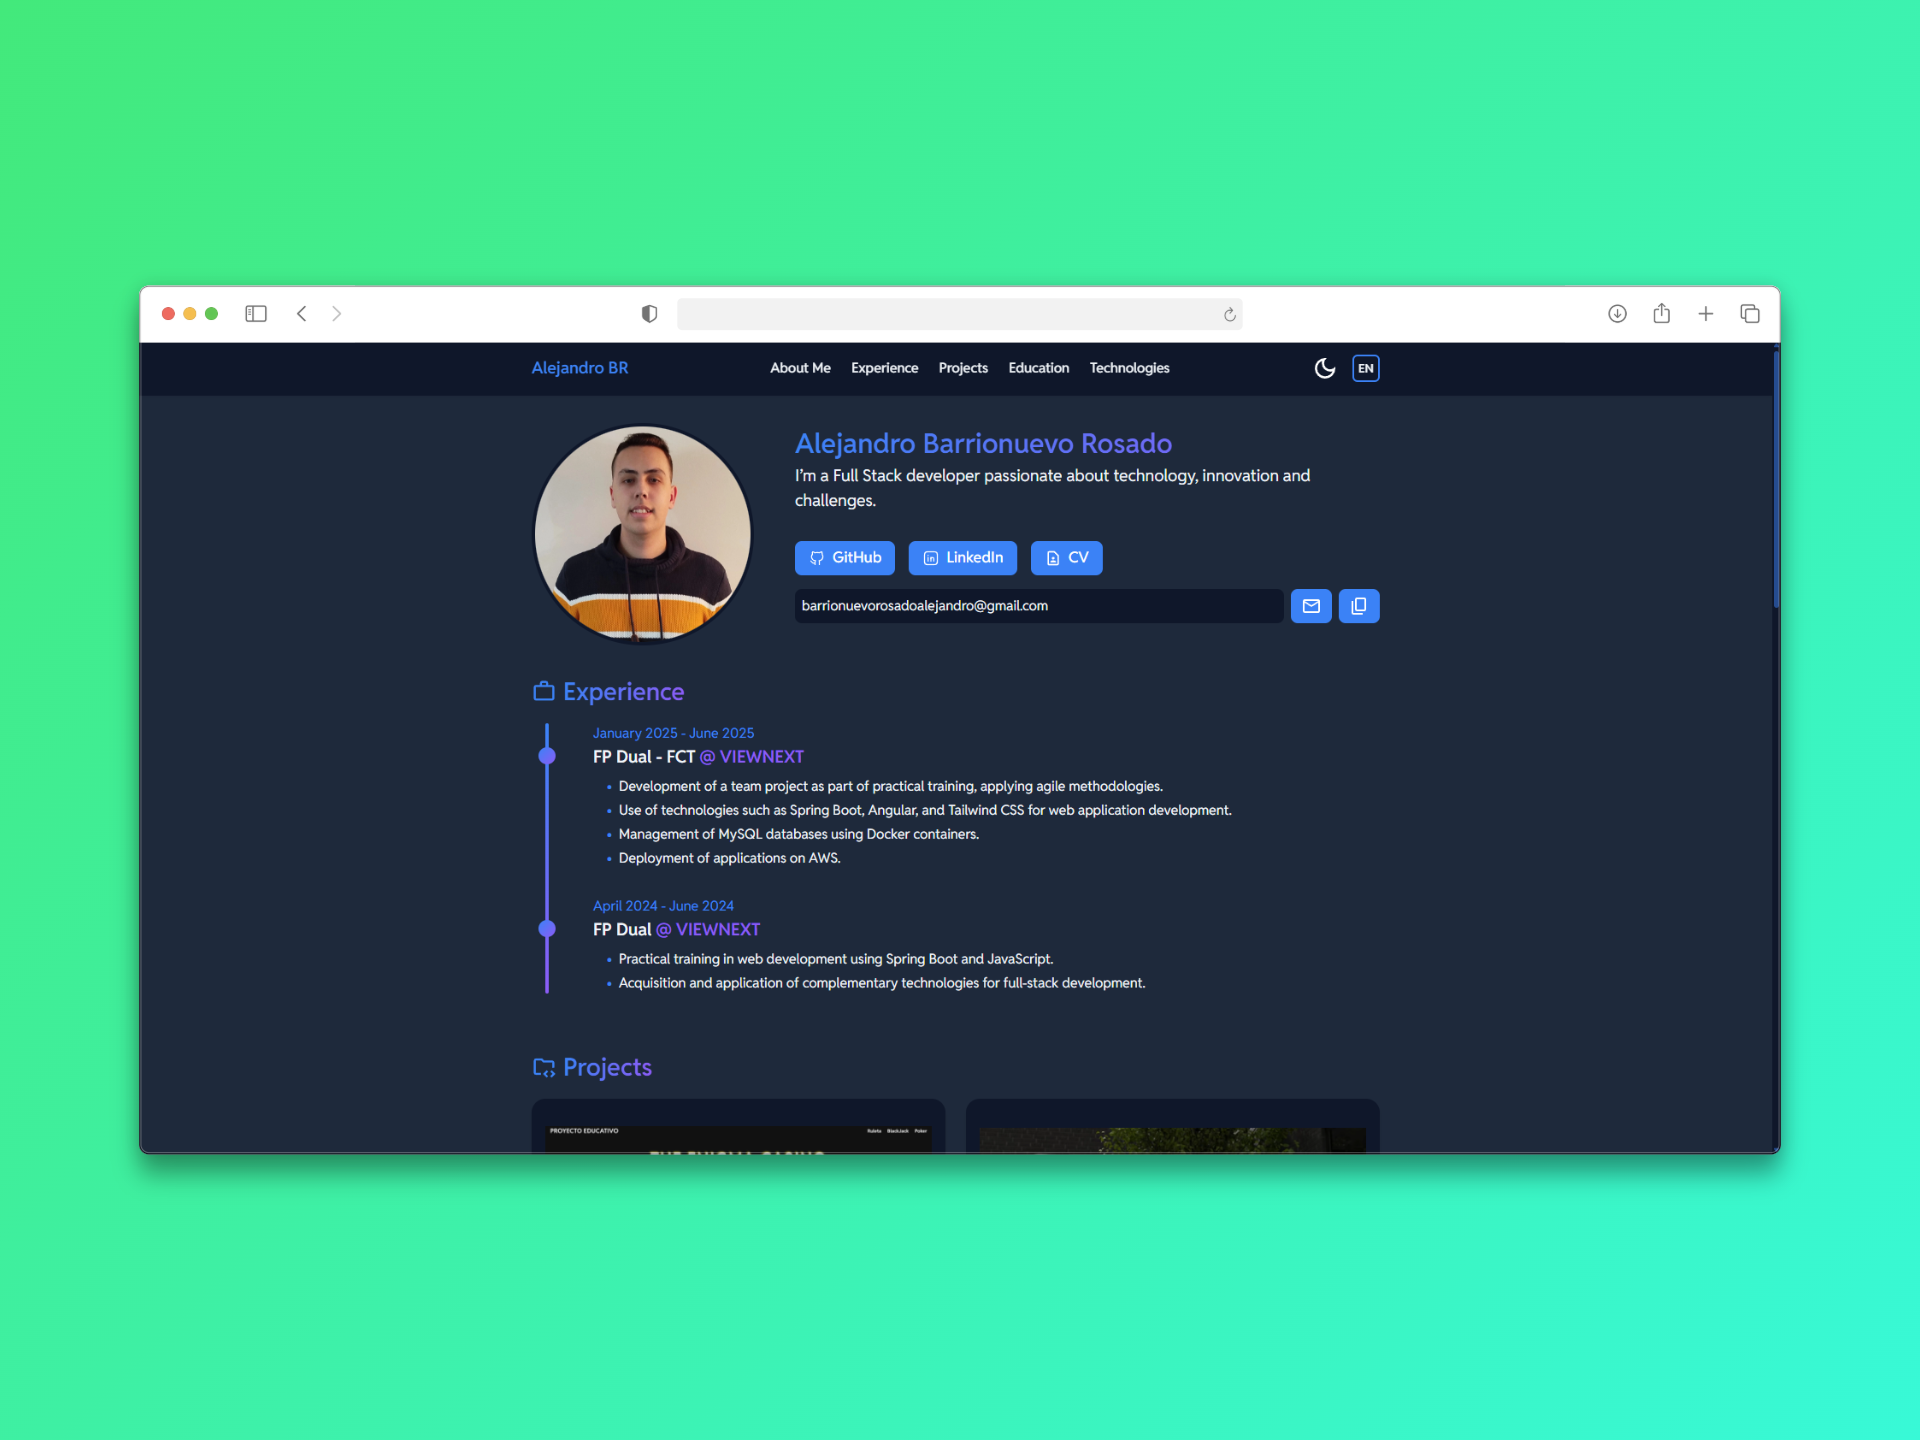 Alejandro BR
About Me Experience Projects Education Technologies
EN
Alejandro Barrionuevo Rosado
I'm a Full Stack developer passionate about technology, innovation and
challenges.
GitHub LinkedIn CV
barrionuevorosadoalejandro@gmail.com
Experience
January 2025 - June 2025
FP Dual - FCT @ VIEWNEXT
Development of a team project as part of practical training, applying agile methodologies.
Use of technologies such as Spring Boot, Angular, and Tailwind CSS for web application development.
Management of MySQL databases using Docker containers.
Deployment of applications on AWS.
April 2024 - June 2024
FP Dual @ VIEWNEXT
Practical training in web development using Spring Boot and JavaScript.
Acquisition and application of complementary technologies for full-stack development.
Projects
PROYECTO EDUCATIVO
Ruleta BlackJack Poker